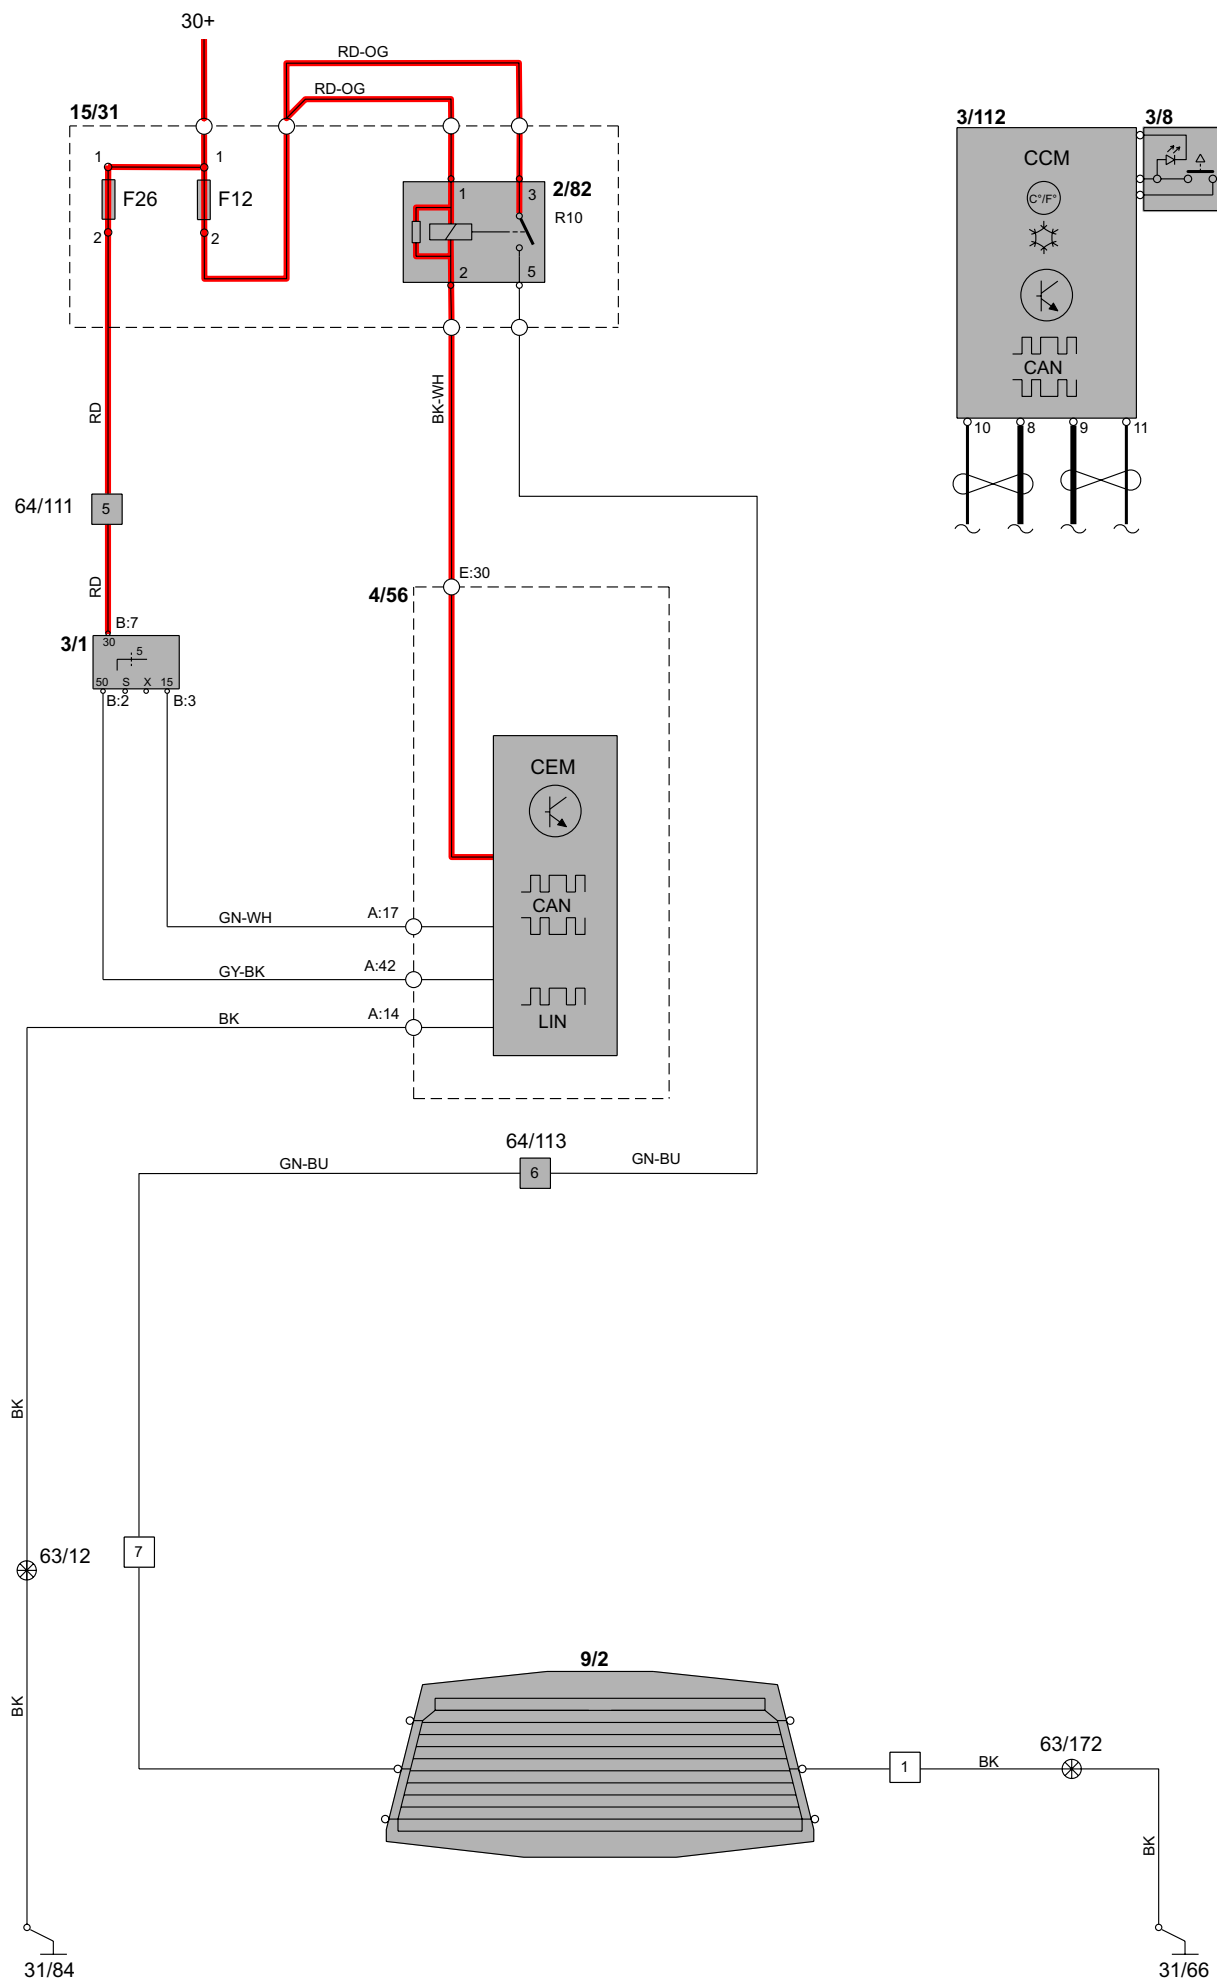 30+
RD-OG
RD-OG
15/31
3/112
3/8
1
1
CCM
F26
F12
1
3
2/82
C°/F°
R10
2
2
2
5
CAN
RD
BK-WH
10
8
9
11
64/111
5
E:30
RD
4/56
B:7
3/1
30
5
50
S
X
15
B:2
B:3
CEM
CAN
GN-WH
A:17
GY-BK
A:42
BK
A:14
LIN
64/113
GN-BU
6
GN-BU
BK
63/12
7
9/2
BK
63/172
1
BK
BK
31/84
31/66